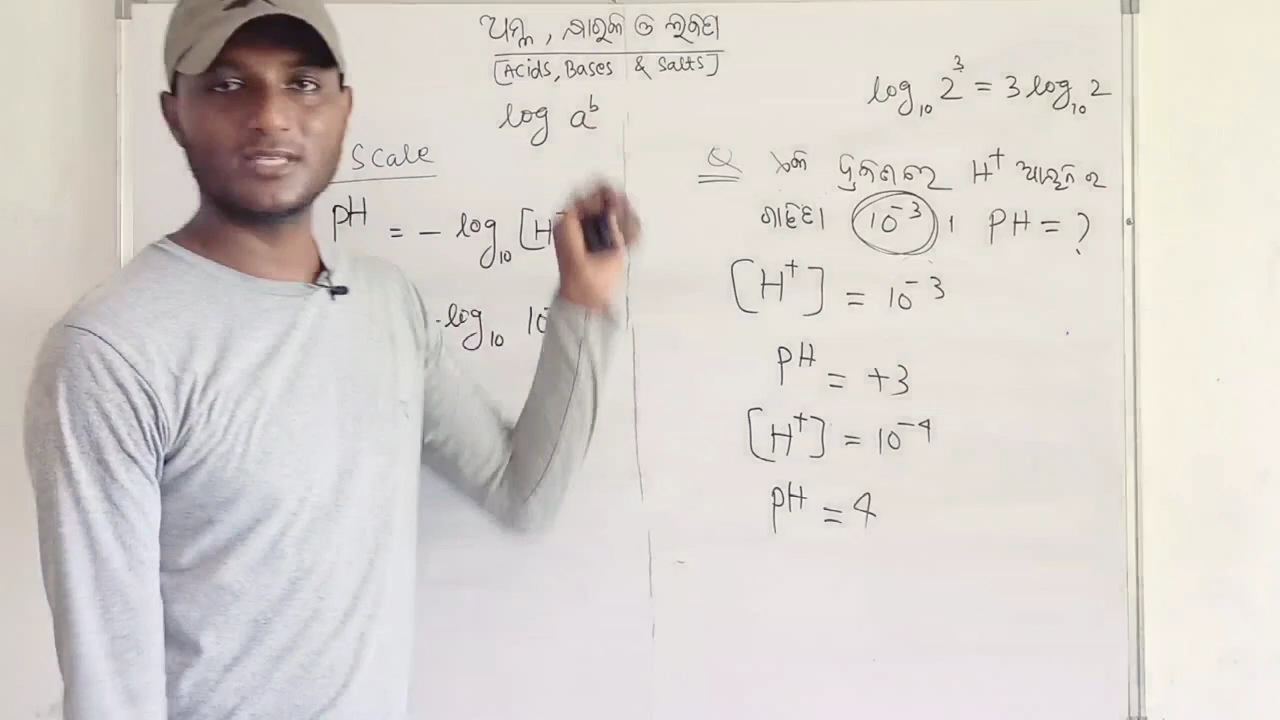 ଅମ୍ଳ, କ୍ଷାରକ ଓ ଲବଣ
[Acids, Bases & Salts]
log a^b
Scale
pH = - log₁₀ [H
-log₁₀ 10
log₁₀ 2³ = 3 log₁₀ 2
Q ଏକ ଦ୍ରବଣରେ H⁺ ଆୟନର
ଗାଢ଼ତା 10⁻³ । PH = ?
[H⁺] = 10⁻³
PH = +3
[H⁺] = 10⁻⁴
PH = 4